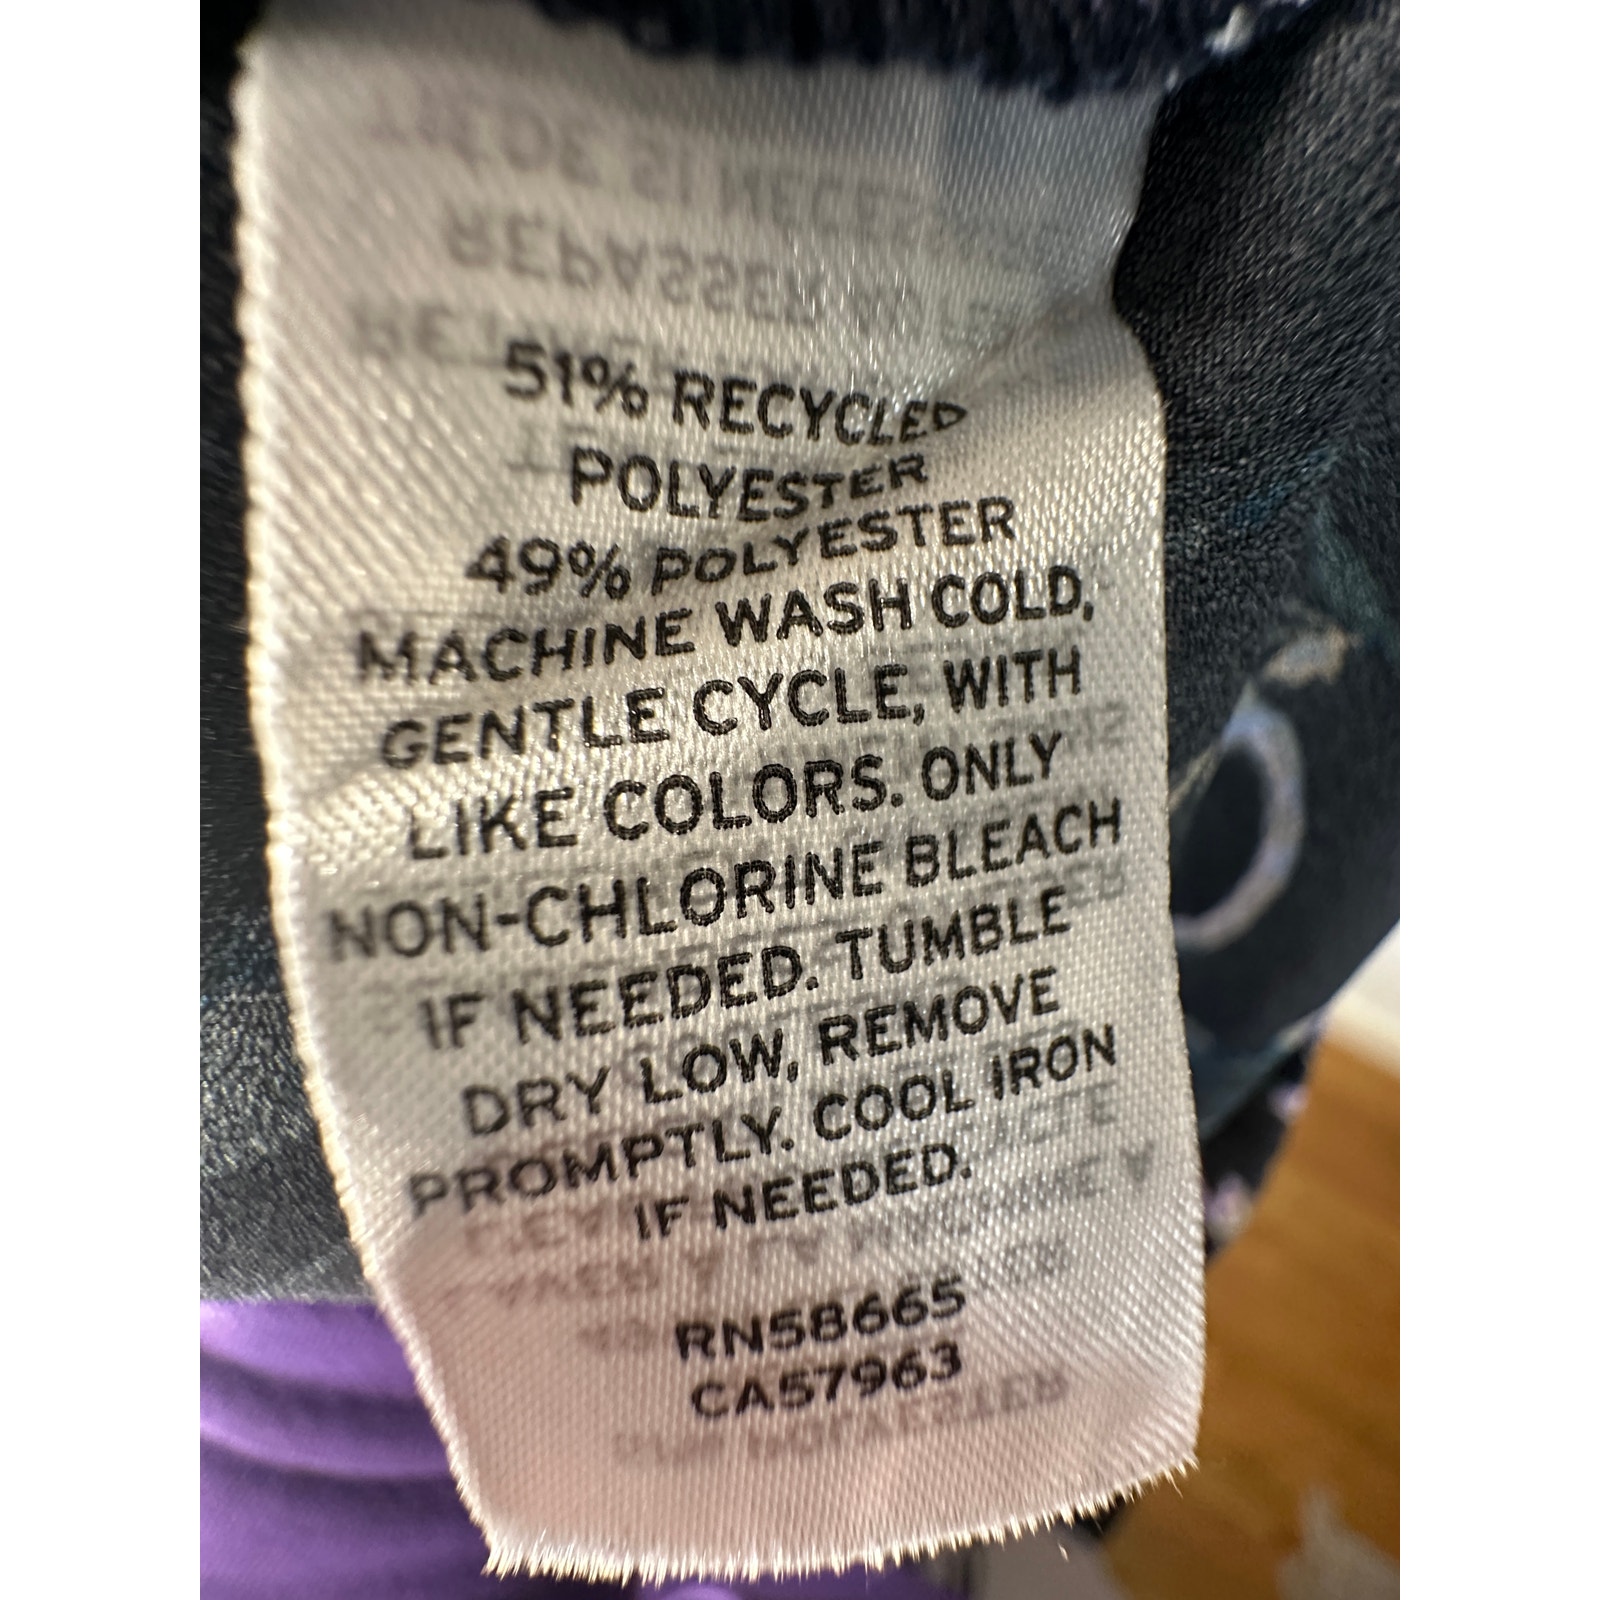 51% RECYCLED
POLYESTER
49% POLYESTER
MACHINE WASH COLD,
GENTLE CYCLE, WITH
LIKE COLORS. ONLY
NON-CHLORINE BLEACH
IF NEEDED. TUMBLE
DRY LOW, REMOVE
PROMPTLY. COOL IRON
IF NEEDED.
RN58665
CA57963